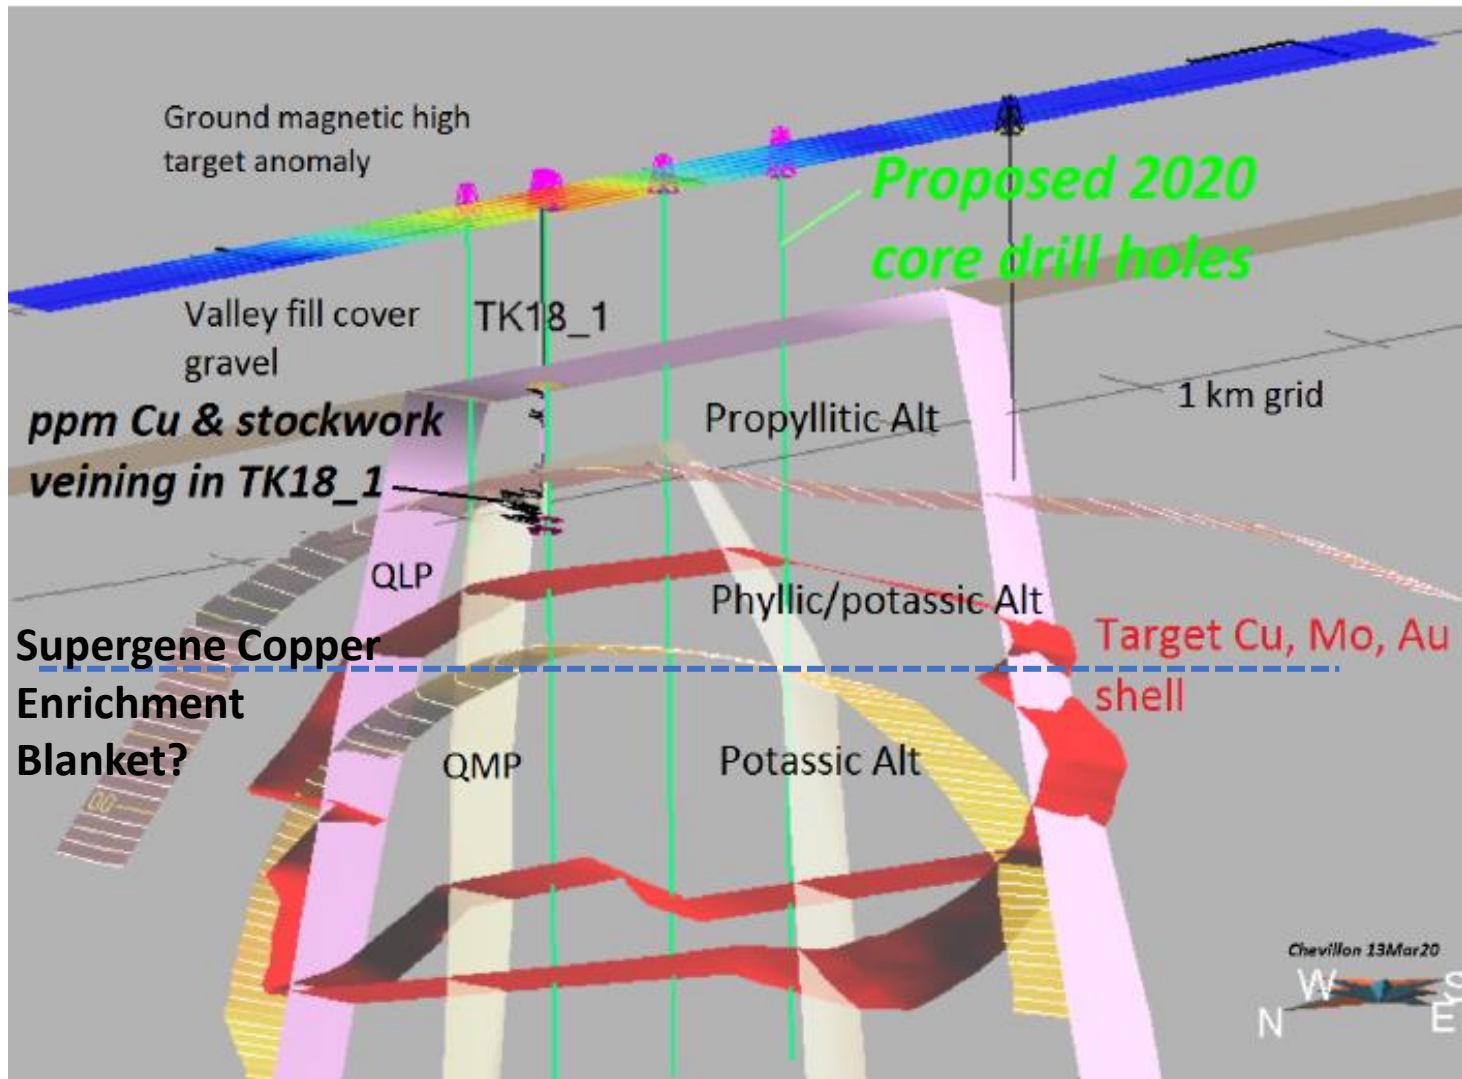 Ground magnetic high
target anomaly
Proposed 2020
core drill holes
Valley fill cover
gravel
TK18_1
ppm Cu & stockwork
veining in TK18_1
Propyllitic Alt
1 km grid
QLP
Phyllic/potassic Alt
Supergene Copper
Enrichment
Blanket?
Target Cu, Mo, Au
shell
QMP
Potassic Alt
Chevillon 13Mar20
W
S
N
E